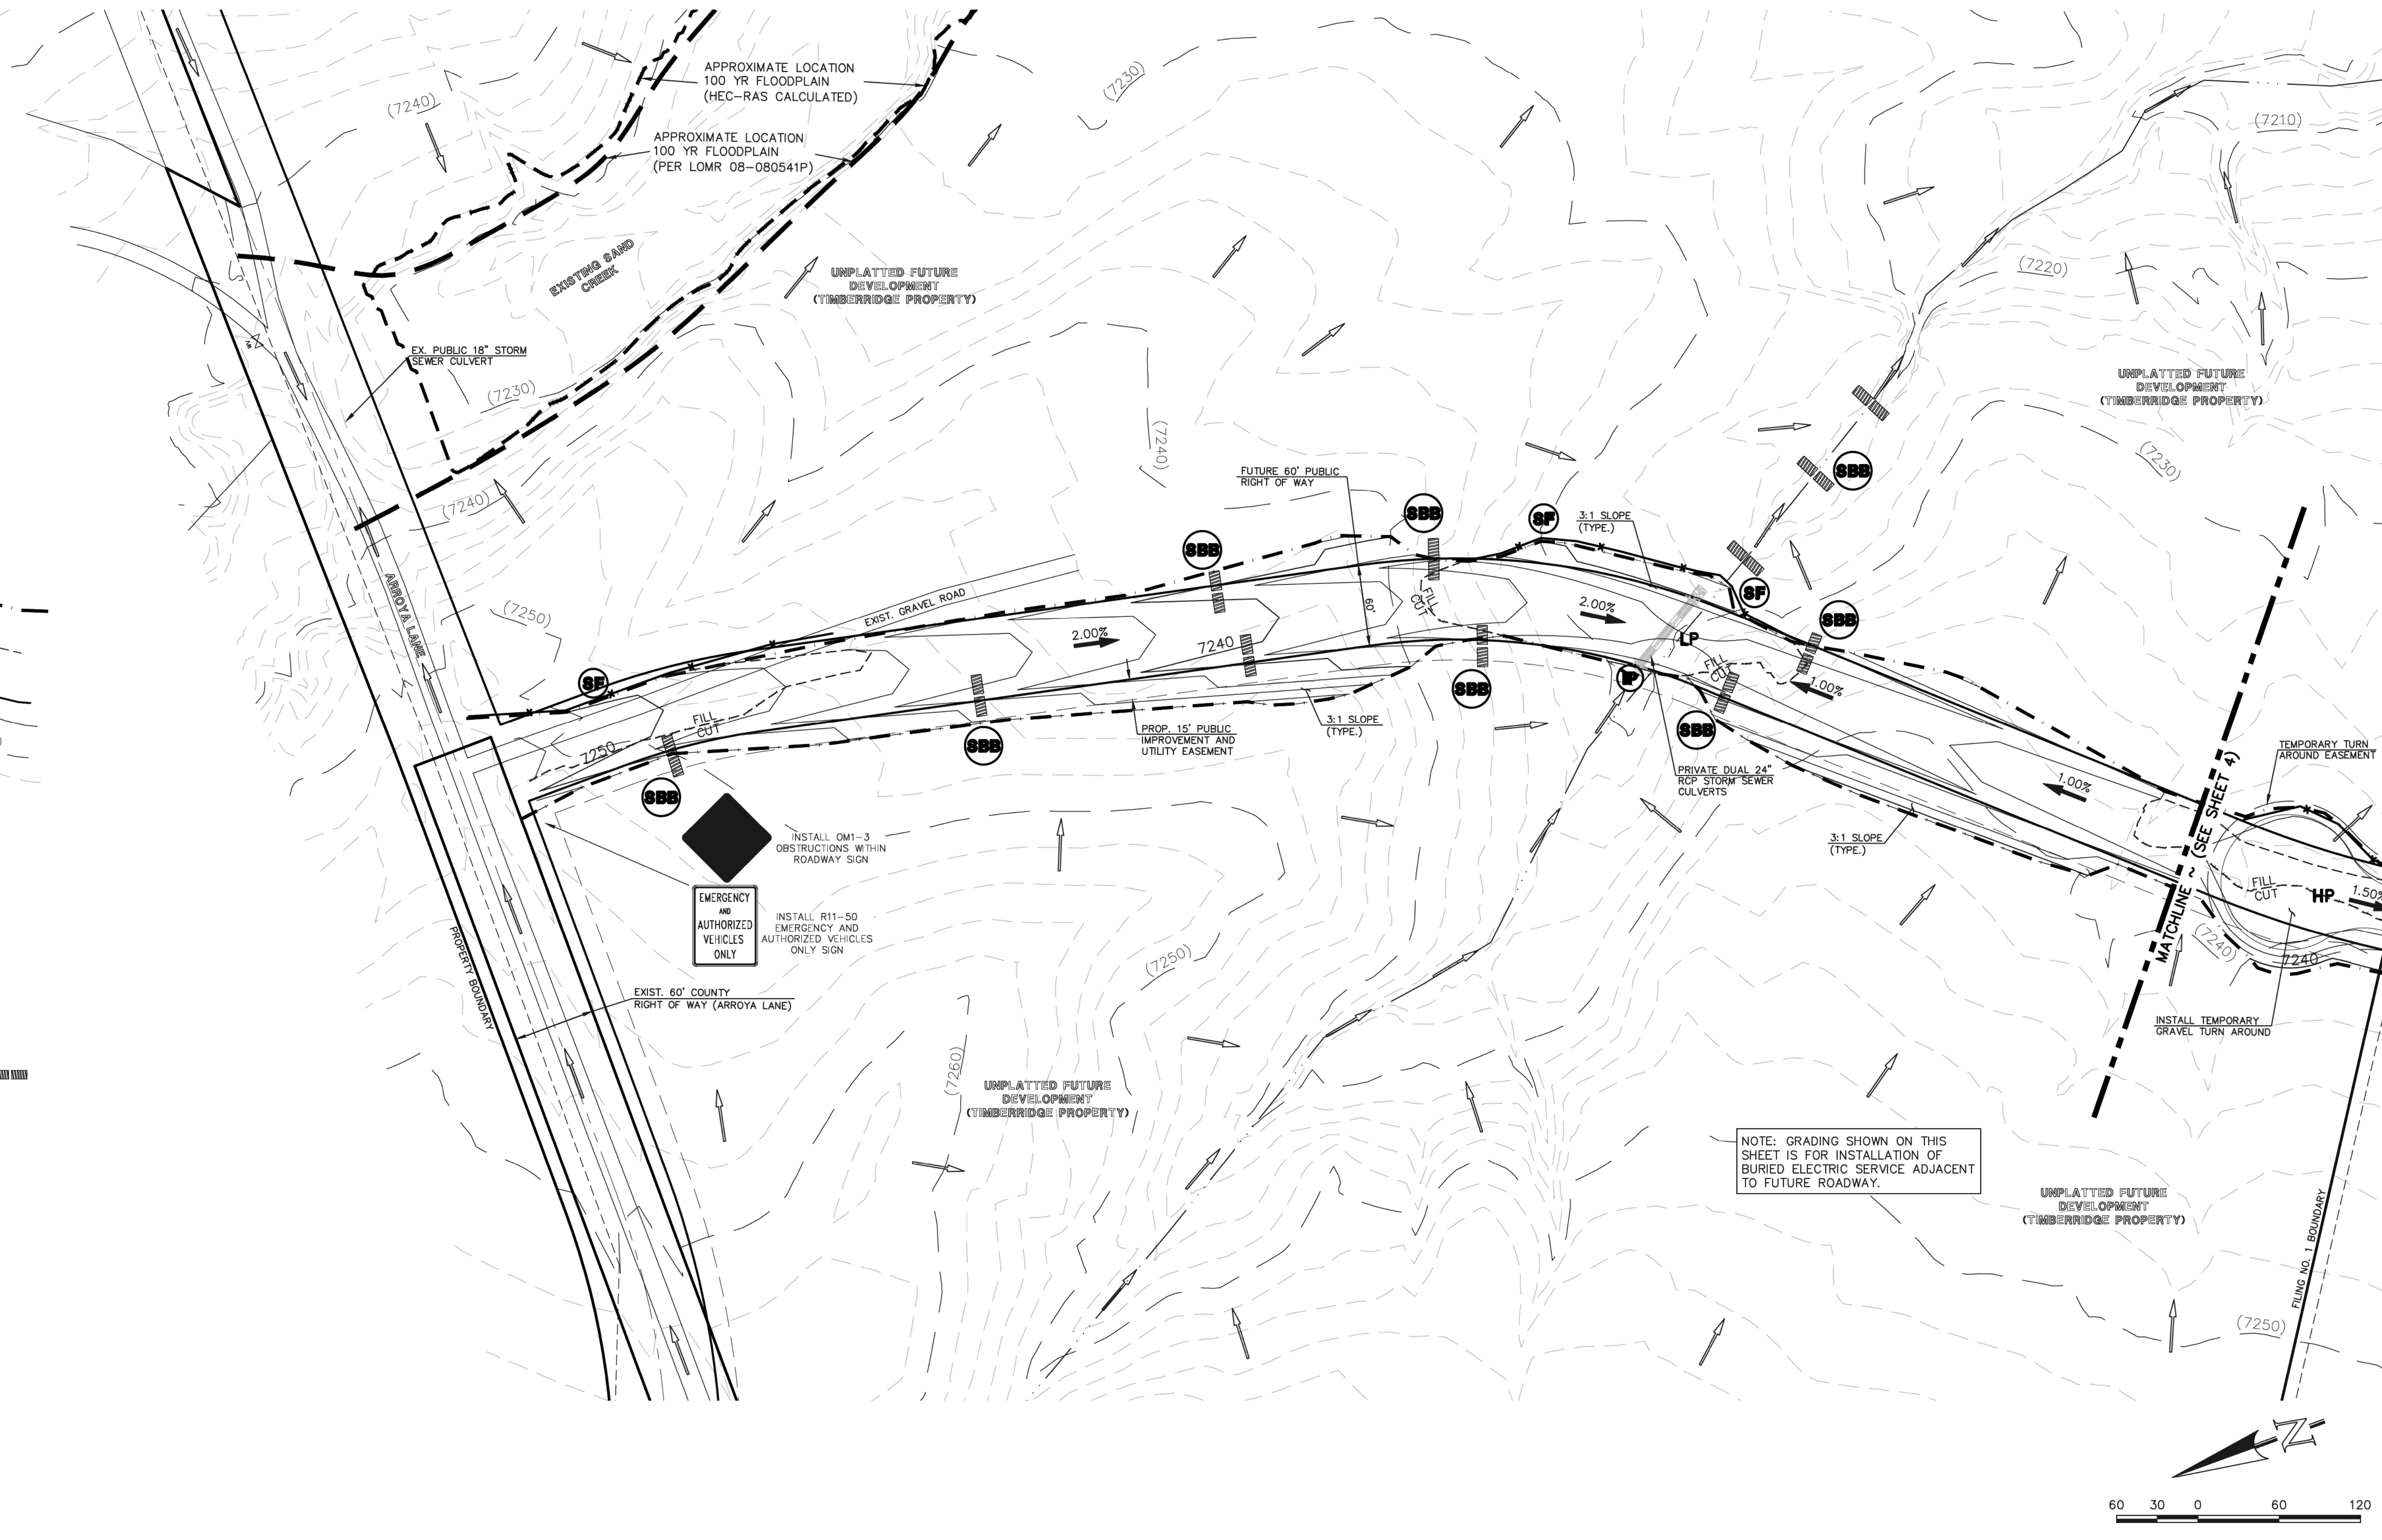 APPROXIMATE LOCATION
100 YR FLOODPLAIN
(HEC-RAS CALCULATED)
(7230)
(7240)
(7210)
APPROXIMATE LOCATION
100 YR FLOODPLAIN
(PER LOMR 08-080541P)
EXISTING SAND
CREEK
UNPLATTED FUTURE
DEVELOPMENT
(TIMBERRIDGE PROPERTY)
(7220)
EX. PUBLIC 18" STORM
SEWER CULVERT
(7230)
UNPLATTED FUTURE
DEVELOPMENT
(TIMBERRIDGE PROPERTY)
(7240)
(7230)
FUTURE 60' PUBLIC
RIGHT OF WAY
SBB
(7240)
SBB
SF
3:1 SLOPE
(TYPE.)
SBB
ARROYA LANE
(7250)
EXIST. GRAVEL ROAD
FILL
CUT
60'
2.00%
SF
SBB
2.00%
7240
LP
SF
FILL
CUT
IP
1.00%
SBB
FILL
CUT
7250
SBB
PROP. 15' PUBLIC
IMPROVEMENT AND
UTILITY EASEMENT
3:1 SLOPE
(TYPE.)
SBB
SBB
PRIVATE DUAL 24"
RCP STORM SEWER
CULVERTS
1.00%
TEMPORARY TURN
AROUND EASEMENT
INSTALL OM1-3
OBSTRUCTIONS WITHIN
ROADWAY SIGN
3:1 SLOPE
(TYPE.)
MATCHLINE ~ (SEE SHEET 4)
FILL
CUT
HP
1.50%
EMERGENCY
AND
AUTHORIZED
VEHICLES
ONLY
INSTALL R11-50
EMERGENCY AND
AUTHORIZED VEHICLES
ONLY SIGN
(7250)
(7240)
7240
PROPERTY BOUNDARY
EXIST. 60' COUNTY
RIGHT OF WAY (ARROYA LANE)
INSTALL TEMPORARY
GRAVEL TURN AROUND
(7260)
UNPLATTED FUTURE
DEVELOPMENT
(TIMBERRIDGE PROPERTY)
NOTE: GRADING SHOWN ON THIS
SHEET IS FOR INSTALLATION OF
BURIED ELECTRIC SERVICE ADJACENT
TO FUTURE ROADWAY.
UNPLATTED FUTURE
DEVELOPMENT
(TIMBERRIDGE PROPERTY)
FILING NO. 1 BOUNDARY
(7250)
N
60 30 0 60 120